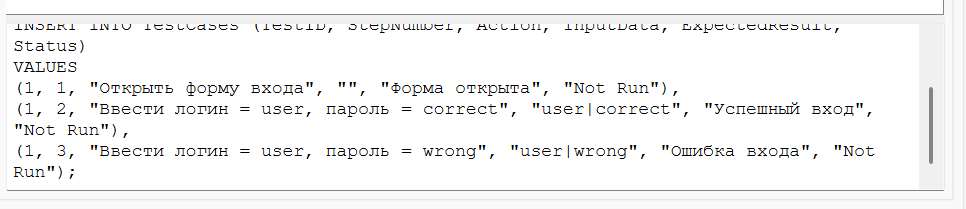 INSERT INTO TestCases (TestID, StepNumber, Action, InputData, ExpectedResult,
Status)
VALUES
(1, 1, "Открыть форму входа", "", "Форма открыта", "Not Run"),
(1, 2, "Ввести логин = user, пароль = correct", "user|correct", "Успешный вход",
"Not Run"),
(1, 3, "Ввести логин = user, пароль = wrong", "user|wrong", "Ошибка входа", "Not
Run");